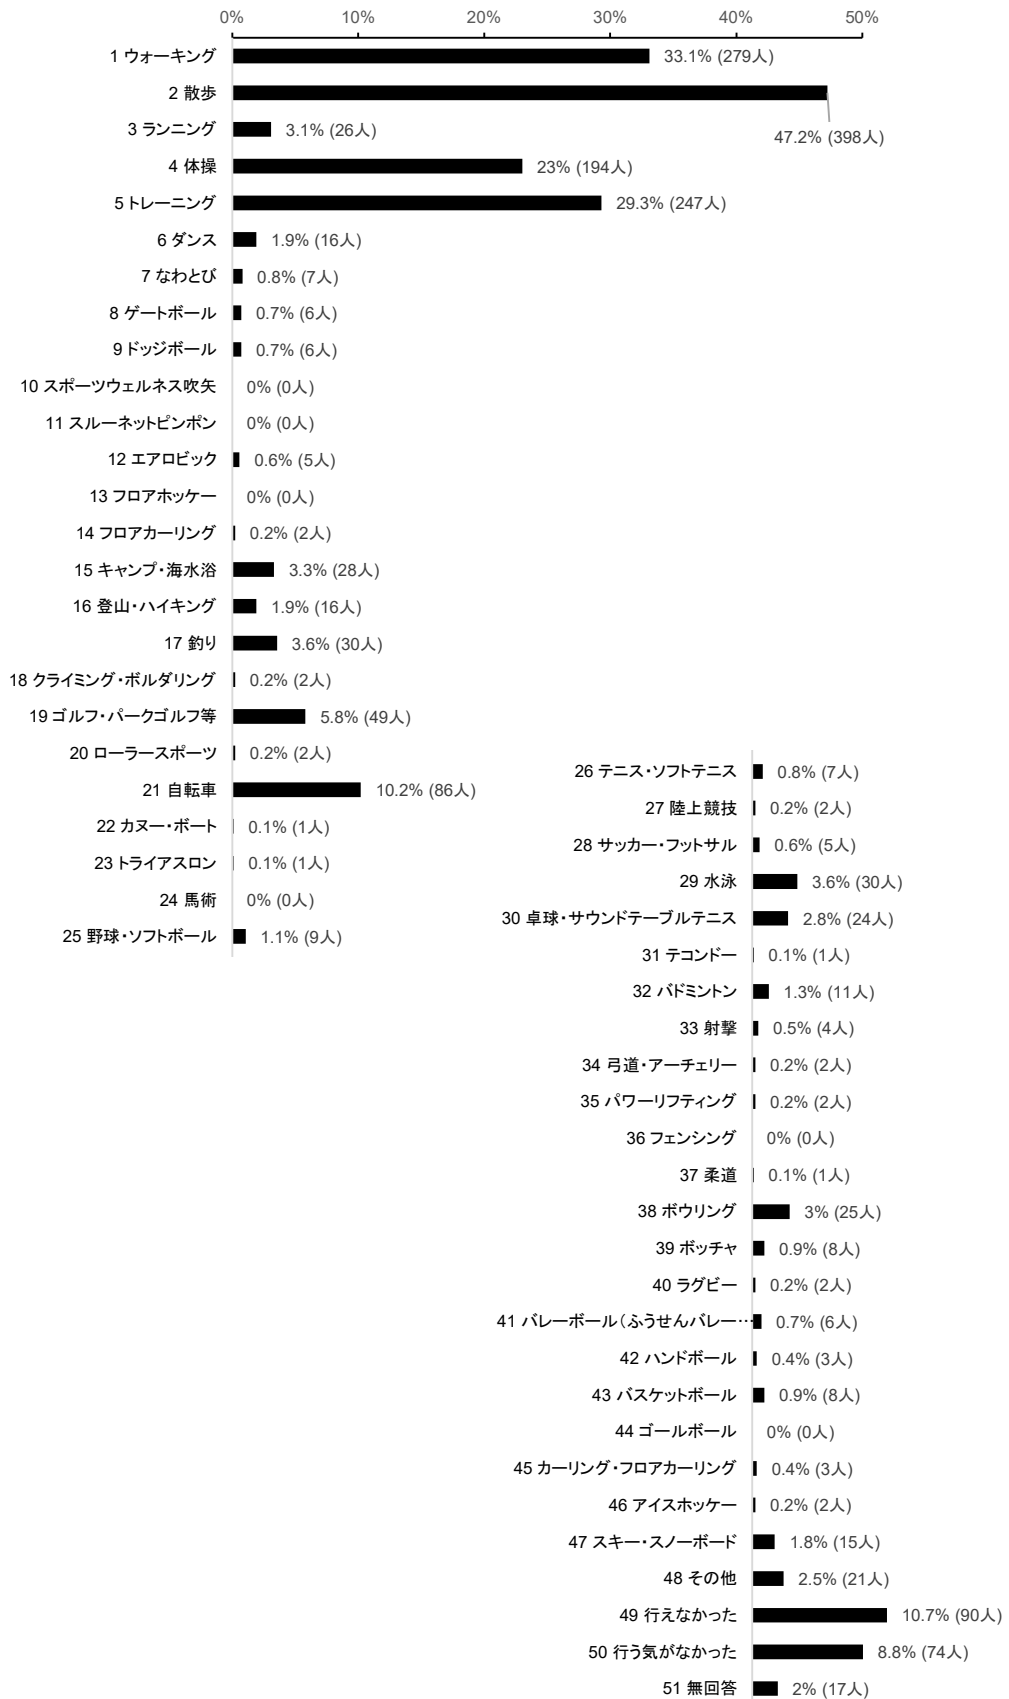 0% 10% 20% 30% 40% 50%
1 ウォーキング 33.1% (279人)
2 散歩 47.2% (398人)
3 ランニング 3.1% (26人)
4 体操 23% (194人)
5 トレーニング 29.3% (247人)
6 ダンス 1.9% (16人)
7 なわとび 0.8% (7人)
8 ゲートボール 0.7% (6人)
9 ドッジボール 0.7% (6人)
10 スポーツウェルネス吹矢 0% (0人)
11 スルーネットピンポン 0% (0人)
12 エアロビック 0.6% (5人)
13 フロアホッケー 0% (0人)
14 フロアカーリング 0.2% (2人)
15 キャンプ・海水浴 3.3% (28人)
16 登山・ハイキング 1.9% (16人)
17 釣り 3.6% (30人)
18 クライミング・ボルダリング 0.2% (2人)
19 ゴルフ・パークゴルフ等 5.8% (49人)
20 ローラースポーツ 0.2% (2人)
21 自転車 10.2% (86人)
22 カヌー・ボート 0.1% (1人)
23 トライアスロン 0.1% (1人)
24 馬術 0% (0人)
25 野球・ソフトボール 1.1% (9人)
26 テニス・ソフトテニス 0.8% (7人)
27 陸上競技 0.2% (2人)
28 サッカー・フットサル 0.6% (5人)
29 水泳 3.6% (30人)
30 卓球・サウンドテーブルテニス 2.8% (24人)
31 テコンドー 0.1% (1人)
32 バドミントン 1.3% (11人)
33 射撃 0.5% (4人)
34 弓道・アーチェリー 0.2% (2人)
35 パワーリフティング 0.2% (2人)
36 フェンシング 0% (0人)
37 柔道 0.1% (1人)
38 ボウリング 3% (25人)
39 ボッチャ 0.9% (8人)
40 ラグビー 0.2% (2人)
41 バレーボール（ふうせんバレー… 0.7% (6人)
42 ハンドボール 0.4% (3人)
43 バスケットボール 0.9% (8人)
44 ゴールボール 0% (0人)
45 カーリング・フロアカーリング 0.4% (3人)
46 アイスホッケー 0.2% (2人)
47 スキー・スノーボード 1.8% (15人)
48 その他 2.5% (21人)
49 行えなかった 10.7% (90人)
50 行う気がなかった 8.8% (74人)
51 無回答 2% (17人)